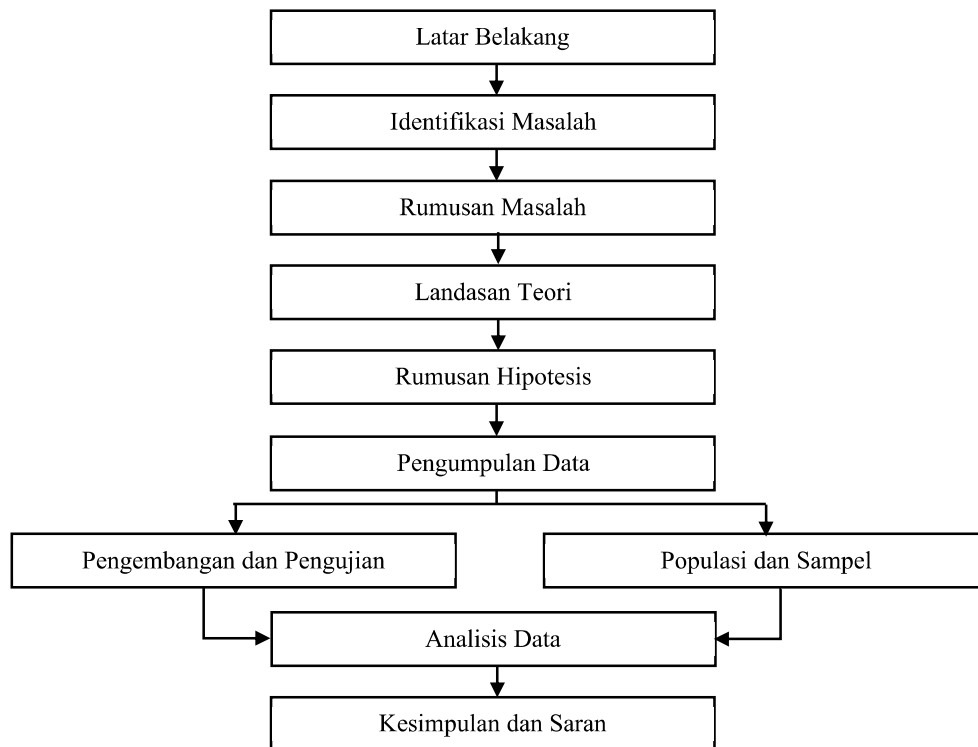 Latar Belakang
Identifikasi Masalah
Rumusan Masalah
Landasan Teori
Rumusan Hipotesis
Pengumpulan Data
Pengembangan dan Pengujian
Populasi dan Sampel
Analisis Data
Kesimpulan dan Saran